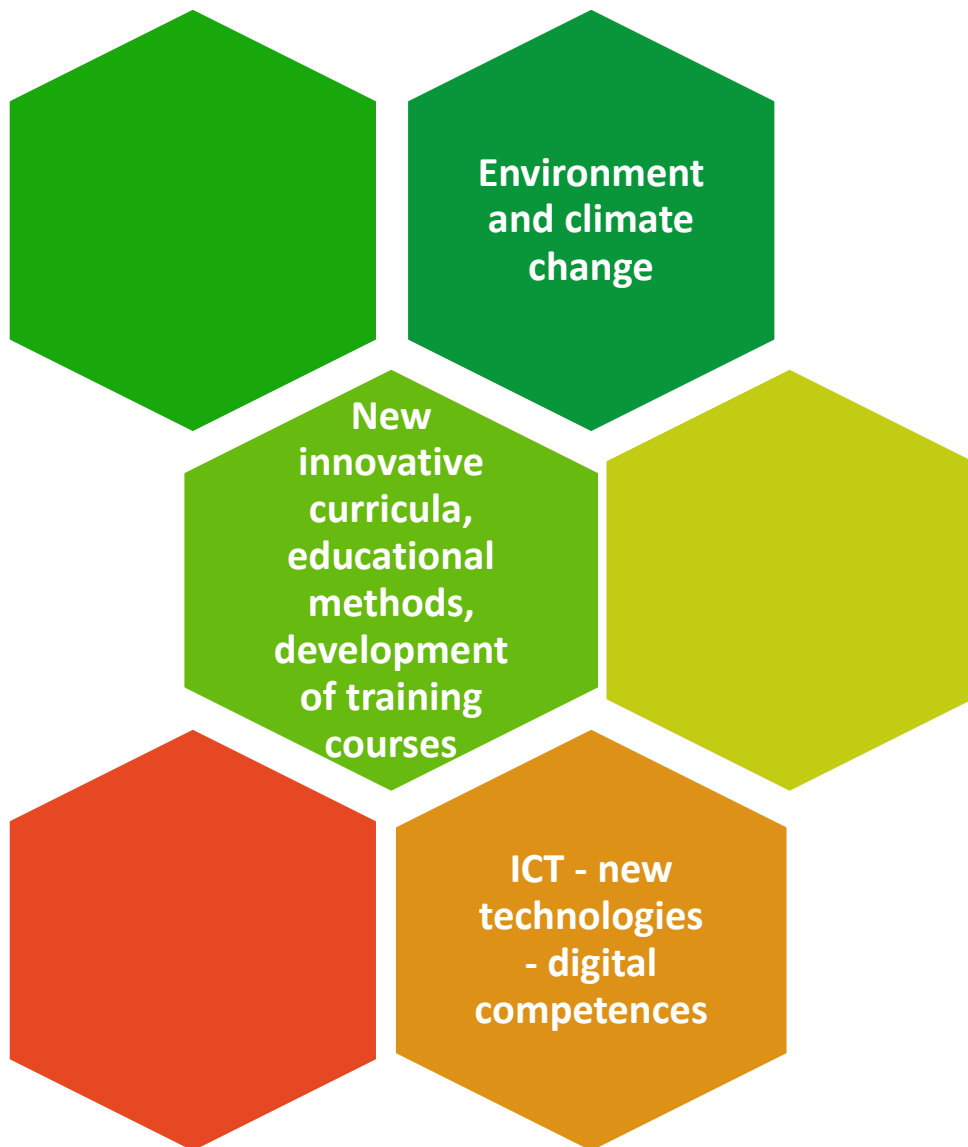 Environment
and climate
change
New
innovative
curricula,
educational
methods,
development
of training
courses
ICT - new
technologies
- digital
competences